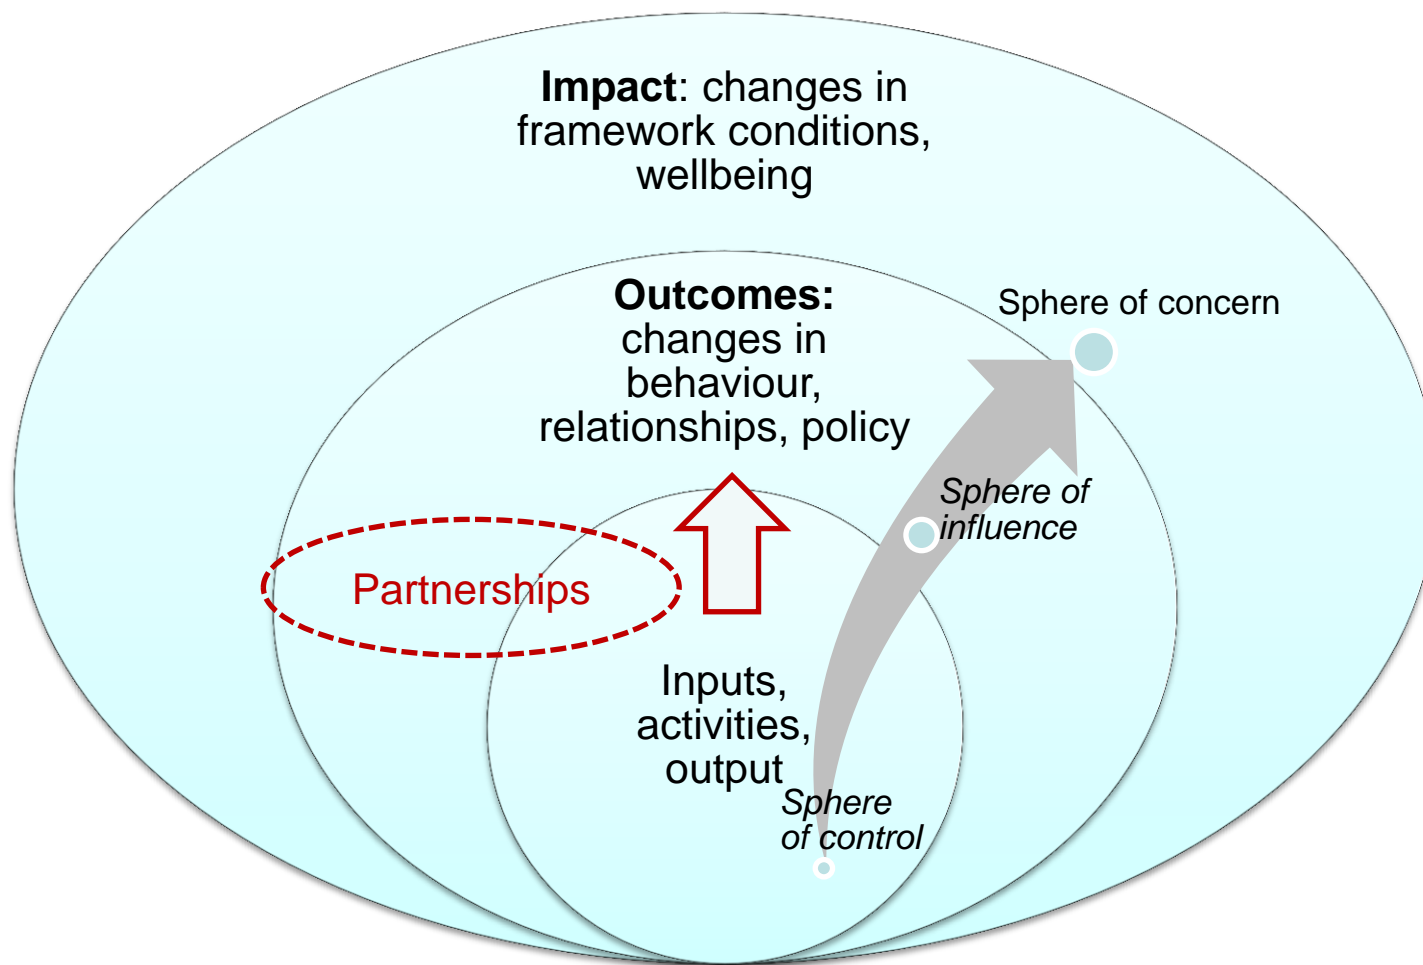 Impact: changes in
framework conditions,
wellbeing
Outcomes:
changes in
behaviour,
relationships, policy
Sphere of concern
Sphere of
influence
Partnerships
Inputs,
activities,
output
Sphere
of control